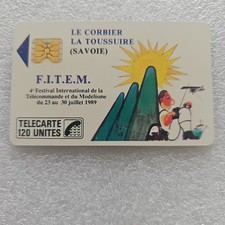 LE CORBIER
LA TOUSSUIRE
(SAVOIE)
F.I.T.E.M.
4e Festival International de la
Télécommande et du Modélisme
du 23 au 30 juillet 1989
TELECARTE
120 UNITES